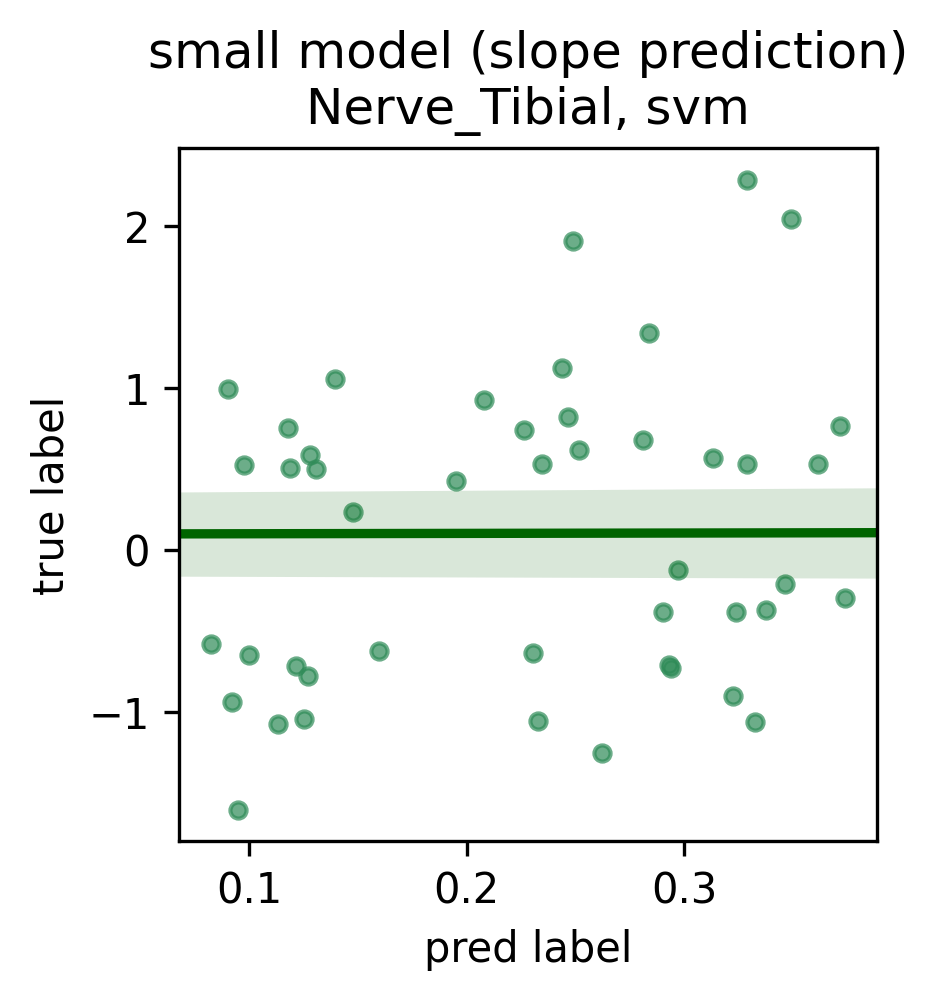 small model (slope prediction)
Nerve_Tibial, svm
2
1
0
−1
true label
0.1
0.2
0.3
pred label